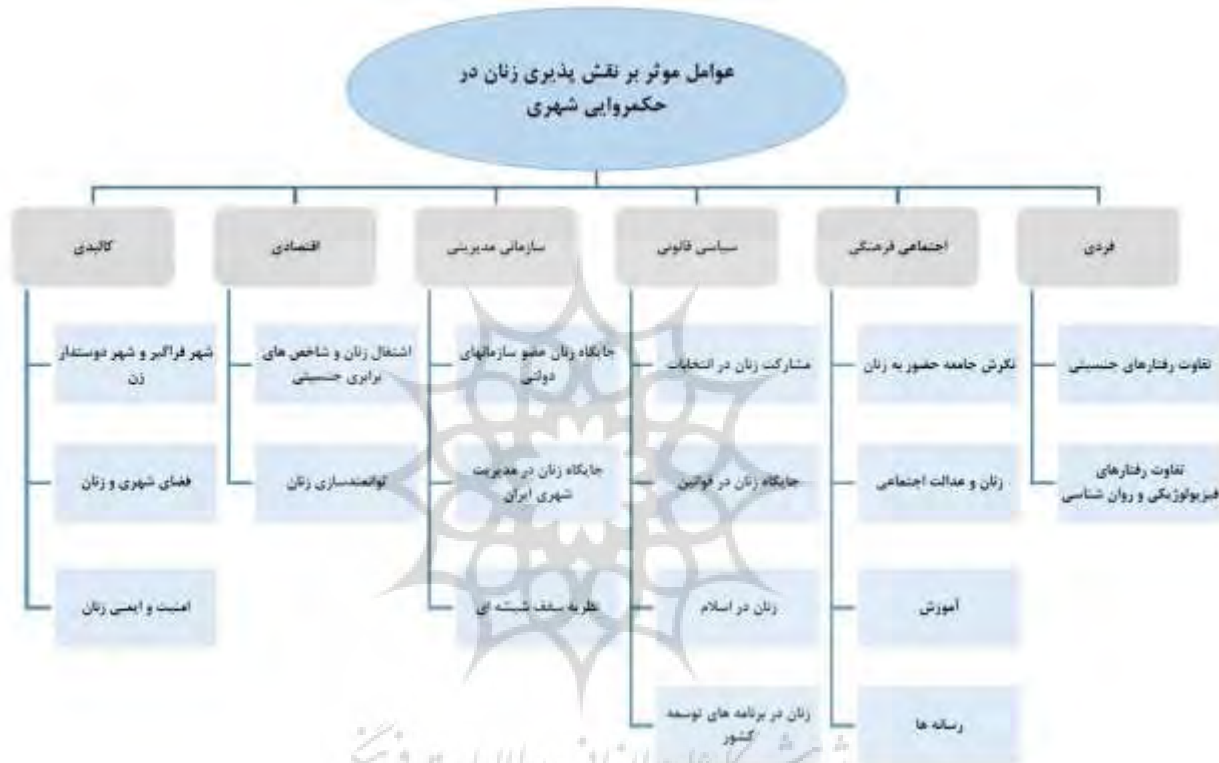 عوامل موثر بر نقش پذیری زنان در
حکمروایی شهری
فردی
اجتماعی فرهنگی
سیاسی قانونی
سازمانی مدیریتی
اقتصادی
کالبدی
تفاوت رفتارهای جنسیتی
نگرش جامعه حضور به زنان
مشارکت زنان در انتخابات
جایگاه زنان عضو سازمانهای
دولتی
اشتغال زنان و شاخص های
برابری جنسیتی
شهر فراگیر و شهر دوستدار
زن
تفاوت رفتارهای
فیزیولوژیکی و روان شناسی
زنان و عدالت اجتماعی
جایگاه زنان در قوانین
جایگاه زنان در مدیریت
شهری ایران
توانمندسازی زنان
فضای شهری و زنان
آموزش
زنان در اسلام
نظریه سقف شیشه ای
امنیت و ایمنی زنان
رسانه ها
زنان در برنامه های توسعه
کشور